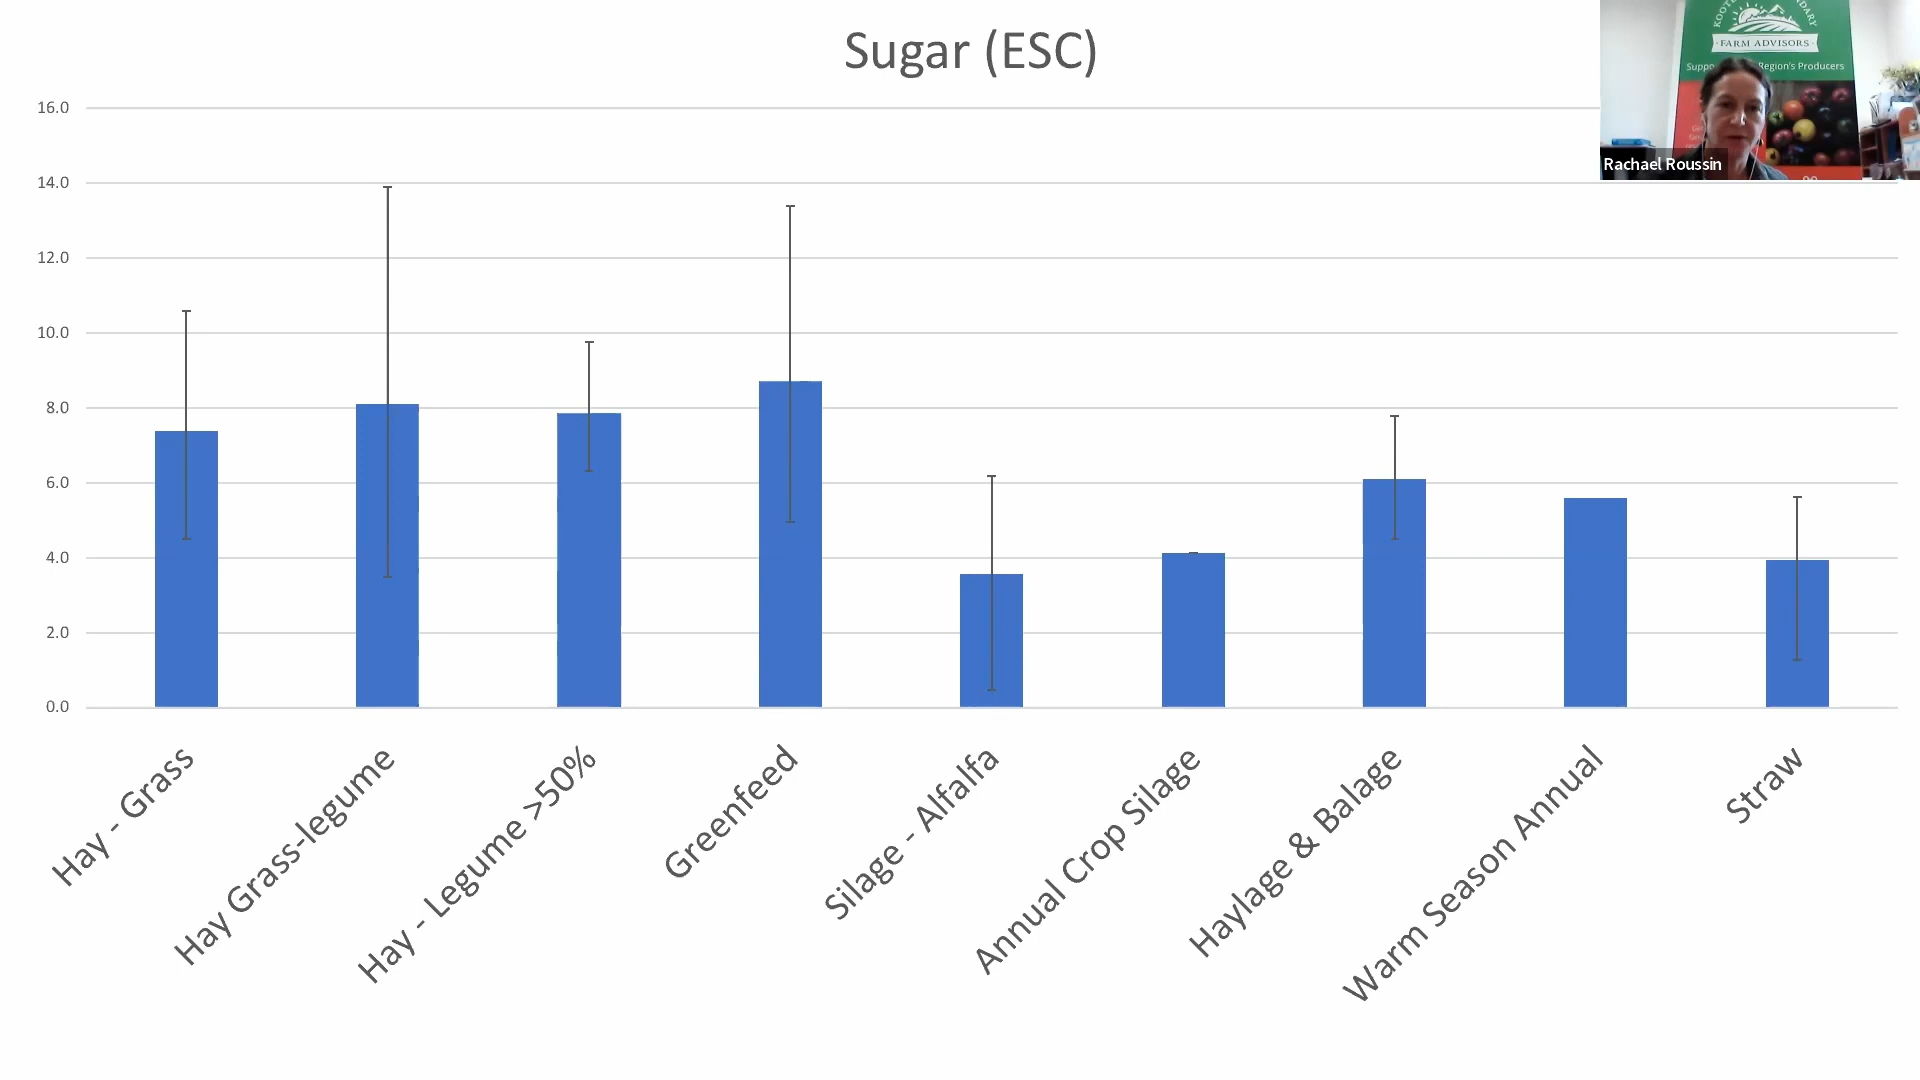 Sugar (ESC)
FARM ADVISORS
Region's Producers
Rachael Roussin
16.0
14.0
12.0
10.0
8.0
6.0
4.0
2.0
0.0
Hay - Grass
Hay Grass-legume
Hay - Legume >50%
Greenfeed
Silage - Alfalfa
Annual Crop Silage
Haylage & Balage
Warm Season Annual
Straw